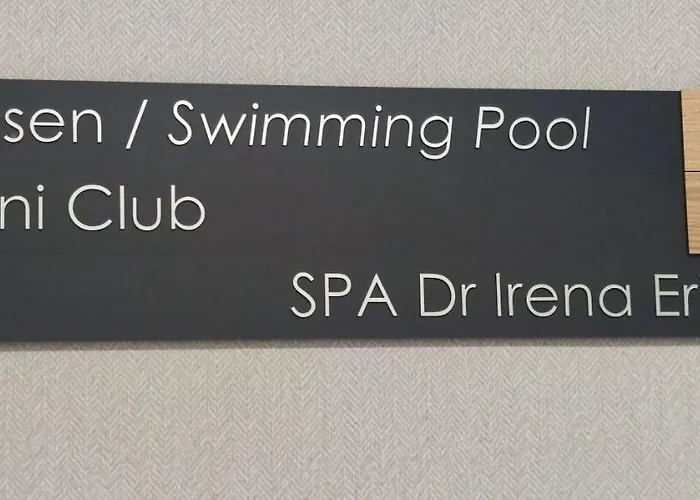 sen / Swimming Pool
ni Club
SPA Dr Irena Er